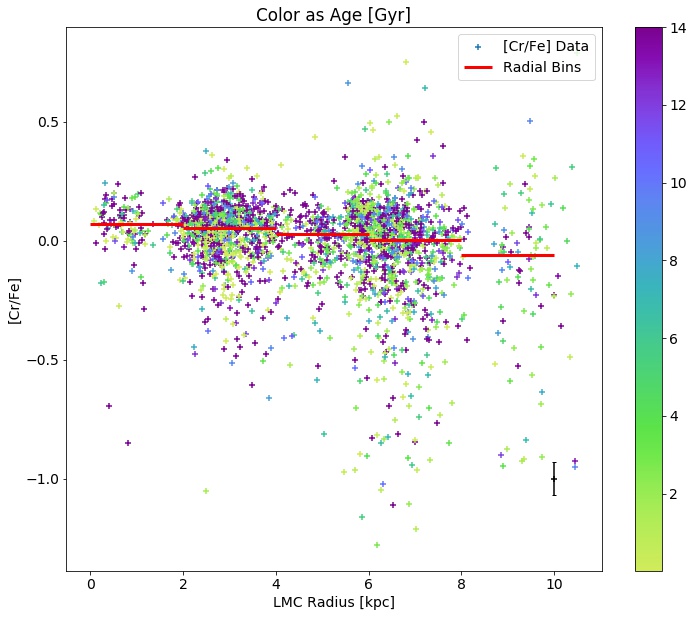 Color as Age [Gyr]
[Cr/Fe] Data
Radial Bins
[Cr/Fe]
0.5
0.0
−0.5
−1.0
0 2 4 6 8 10
LMC Radius [kpc]
14
12
10
8
6
4
2